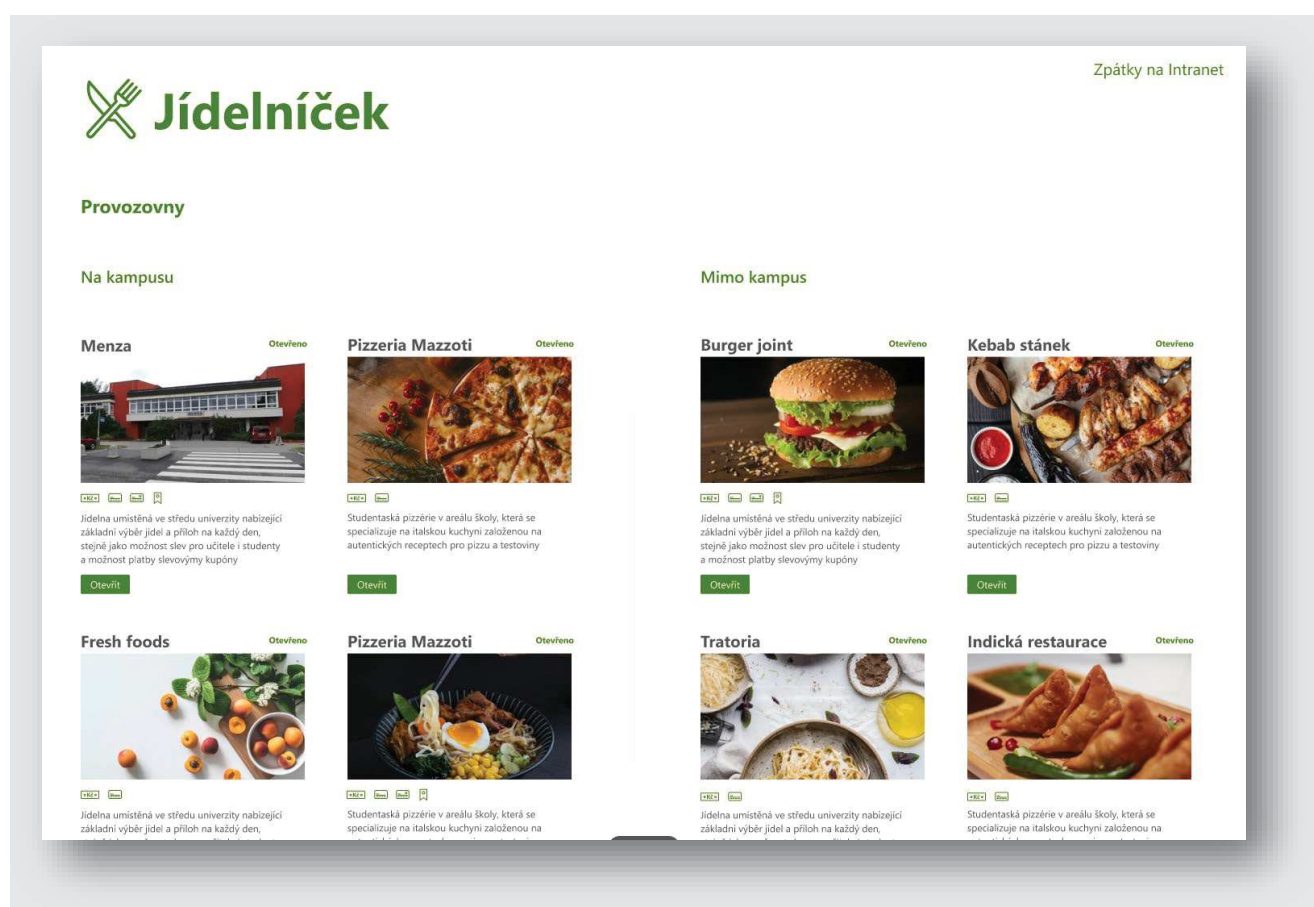 Zpátky na Intranet
Jídelníček
Provozovny
Na kampusu
Mimo kampus
Menza
Otevřeno
Jídelna umístěná ve středu univerzity nabízející
základní výběr jídel a příloh na každý den,
stejně jako možnost slev pro učitele i studenty
a možnost platby slevovýmy kupóny
Otevřít
Pizzeria Mazzoti
Otevřeno
Studentaská pizzérie v areálu školy, která se
specializuje na italskou kuchyni založenou na
autentických receptech pro pizzu a testoviny
Otevřít
Burger joint
Otevřeno
Jídelna umístěná ve středu univerzity nabízející
základní výběr jídel a příloh na každý den,
stejně jako možnost slev pro učitele i studenty
a možnost platby slevovýmy kupóny
Otevřít
Kebab stánek
Otevřeno
Studentaská pizzérie v areálu školy, která se
specializuje na italskou kuchyni založenou na
autentických receptech pro pizzu a testoviny
Otevřít
Fresh foods
Otevřeno
Jídelna umístěná ve středu univerzity nabízející
základní výběr jídel a příloh na každý den,
Pizzeria Mazzoti
Otevřeno
Studentaská pizzérie v areálu školy, která se
specializuje na italskou kuchyni založenou na
Tratoria
Otevřeno
Jídelna umístěná ve středu univerzity nabízející
základní výběr jídel a příloh na každý den,
Indická restaurace
Otevřeno
Studentaská pizzérie v areálu školy, která se
specializuje na italskou kuchyni založenou na